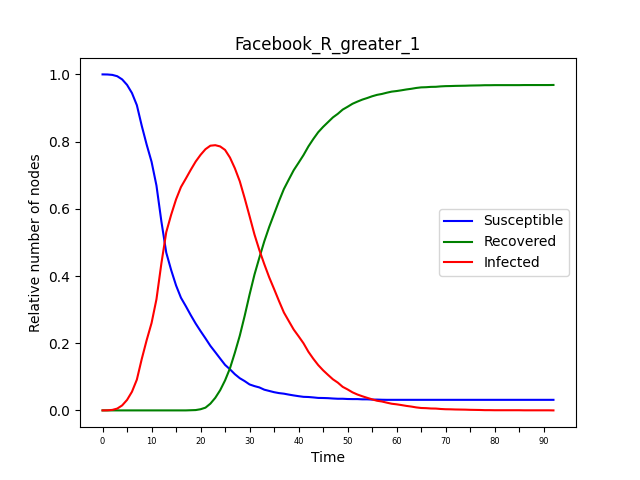 Facebook_R_greater_1
Relative number of nodes
1.0
0.8
0.6
0.4
0.2
0.0
Susceptible
Recovered
Infected
0 10 20 30 40 50 60 70 80 90
Time